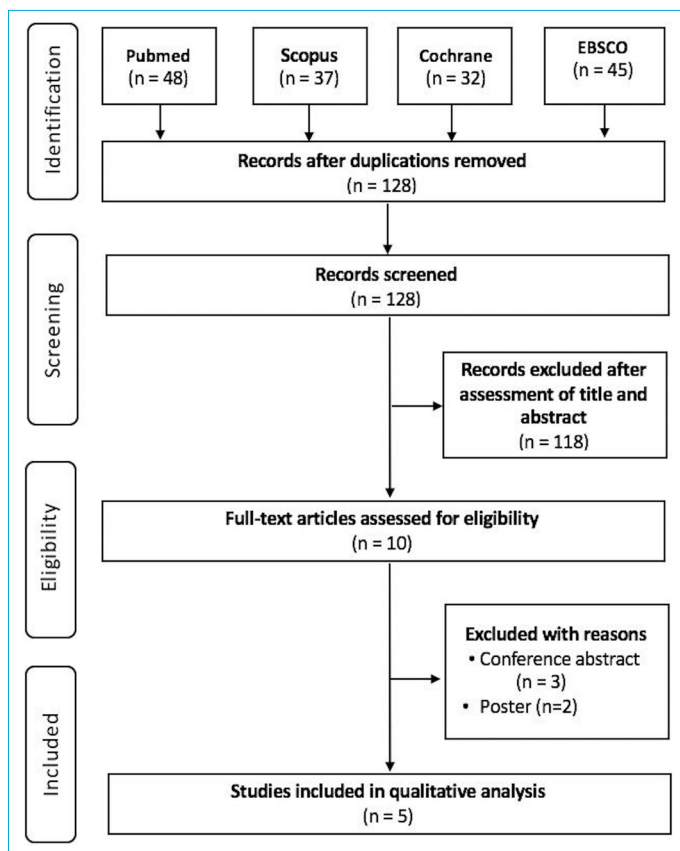 Identification
Pubmed
(n = 48)
Scopus
(n = 37)
Cochrane
(n = 32)
EBSCO
(n = 45)
Records after duplications removed
(n = 128)
Screening
Records screened
(n = 128)
Records excluded after
assessment of title and
abstract
(n = 118)
Eligibility
Full-text articles assessed for eligibility
(n = 10)
Excluded with reasons
• Conference abstract
(n = 3)
• Poster (n=2)
Included
Studies included in qualitative analysis
(n = 5)